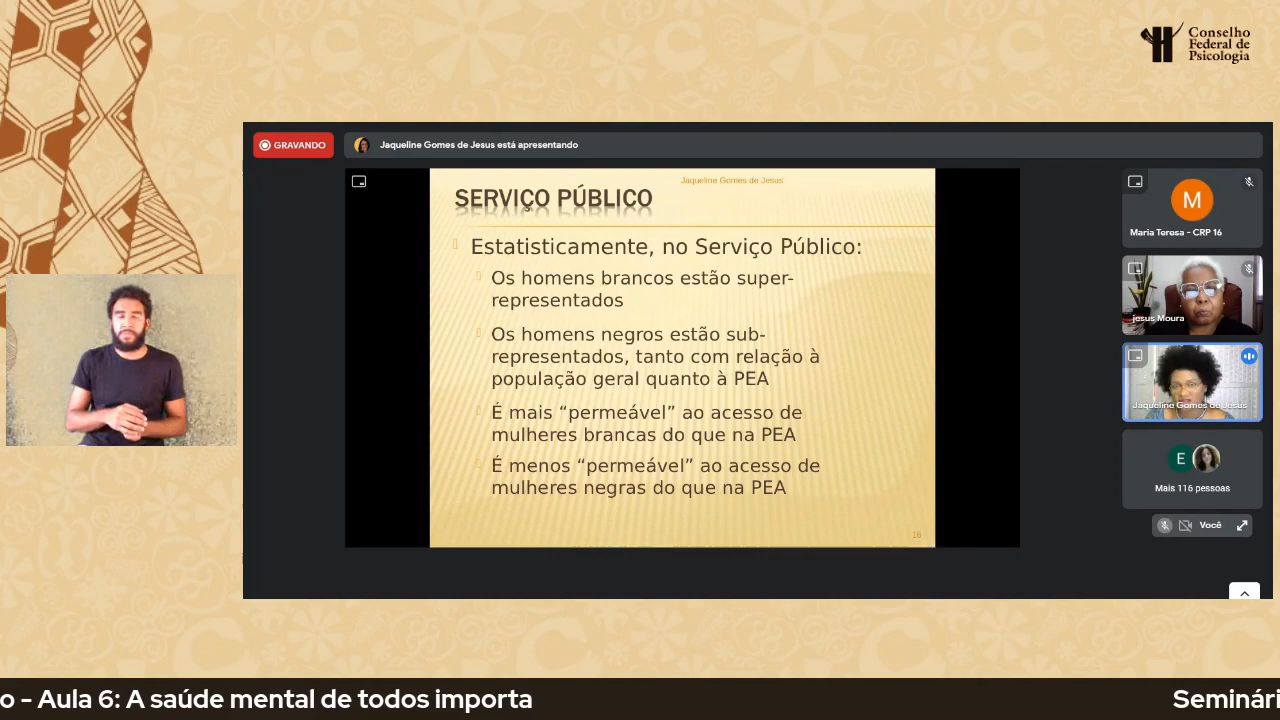 Conselho
Federal de
Psicologia
GRAVANDO
Jaqueline Gomes de Jesus está apresentando
Jaqueline Gomes de Jesus
SERVIÇO PÚBLICO
Estatisticamente, no Serviço Público:
Os homens brancos estão super-
representados
Os homens negros estão sub-
representados, tanto com relação à
população geral quanto à PEA
É mais “permeável” ao acesso de
mulheres brancas do que na PEA
É menos “permeável” ao acesso de
mulheres negras do que na PEA
16
M
Maria Teresa - CRP 16
jesus Moura
Jaqueline Gomes de Jesus
E
Mais 116 pessoas
Você
o - Aula 6: A saúde mental de todos importa
Seminári